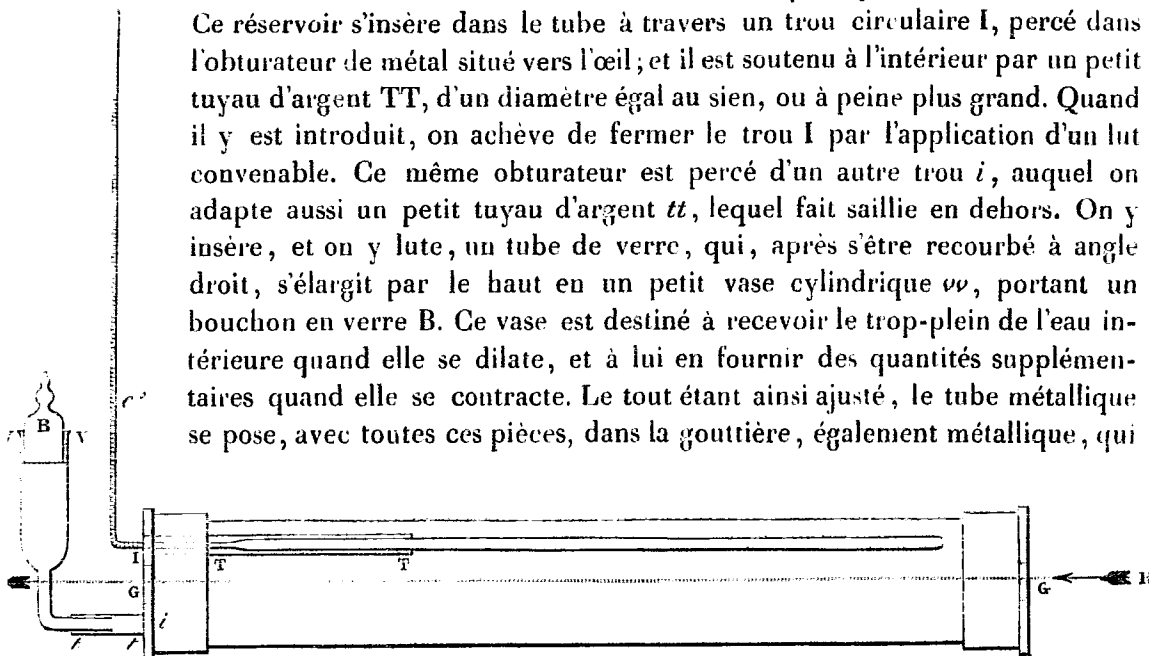 Ce réservoir s'insère dans le tube à travers un trou circulaire I, percé dans
l'obturateur de métal situé vers l'œil; et il est soutenu à l'intérieur par un petit
tuyau d'argent TT, d'un diamètre égal au sien, ou à peine plus grand. Quand
il y est introduit, on achève de fermer le trou I par l'application d'un lut
convenable. Ce même obturateur est percé d'un autre trou i, auquel on
adapte aussi un petit tuyau d'argent tt, lequel fait saillie en dehors. On y
insère, et on y lute, un tube de verre, qui, après s'être recourbé à angle
droit, s'élargit par le haut en un petit vase cylindrique vv, portant un
bouchon en verre B. Ce vase est destiné à recevoir le trop-plein de l'eau in-
térieure quand elle se dilate, et à lui en fournir des quantités supplémen-
taires quand elle se contracte. Le tout étant ainsi ajusté, le tube métallique
se pose, avec toutes ces pièces, dans la gouttière, également métallique, qui
B
I
T T
G G
i
t t